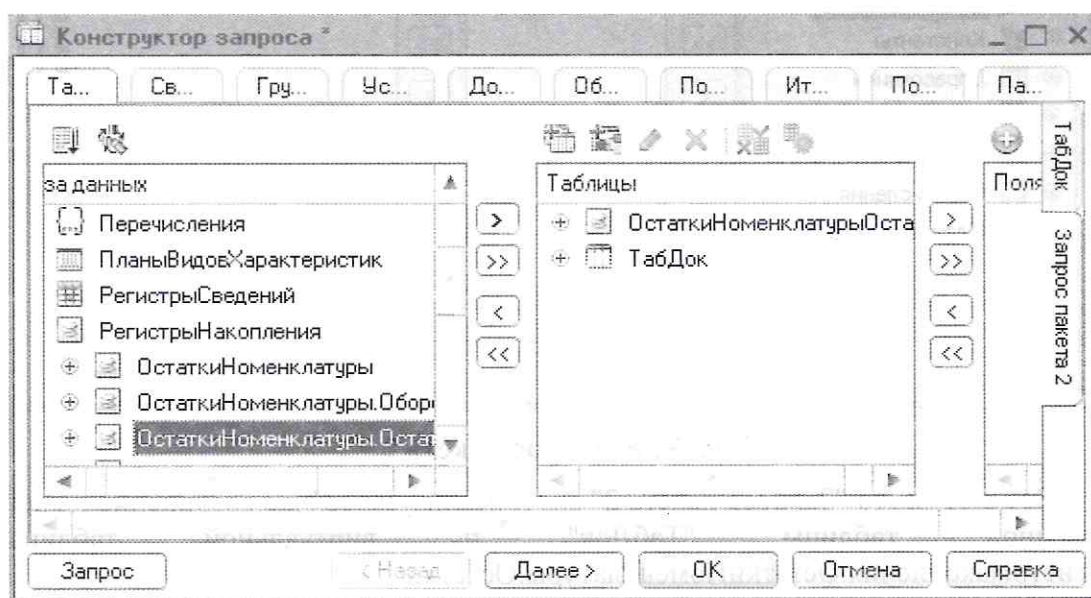 Конструктор запроса *
Та... Св... Гру... Ус... До... Об... По... Ит... По... Па...
за данных
Перечисления
ПланыВидовХарактеристик
РегистрыСведений
РегистрыНакопления
ОстаткиНоменклатуры
ОстаткиНоменклатуры.Оборо
ОстаткиНоменклатуры.Остат
>
>>
<
<<
Таблицы
ОстаткиНоменклатурыОста
ТабДок
>
>>
<
<<
Поля
ТабДок
Запрос пакета 2
Запрос < Назад Далее > OK Отмена Справка